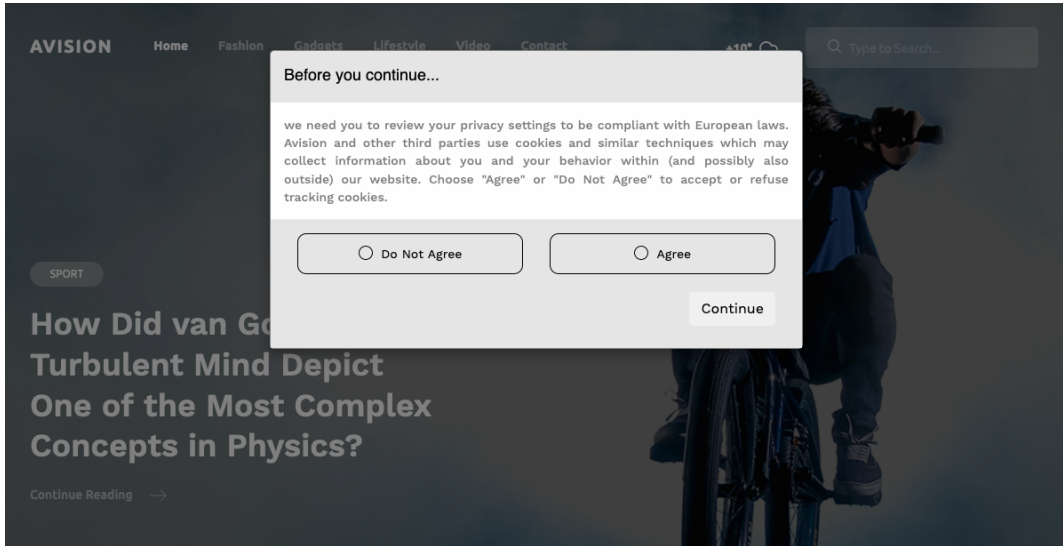 AVISION Home Fashion Gadgets Lifestyle Video Contact +10° Type to Search...
Before you continue...
we need you to review your privacy settings to be compliant with European laws.
Avision and other third parties use cookies and similar techniques which may
collect information about you and your behavior within (and possibly also
outside) our website. Choose "Agree" or "Do Not Agree" to accept or refuse
tracking cookies.
Do Not Agree Agree
Continue
SPORT
How Did van Go
Turbulent Mind Depict
One of the Most Complex
Concepts in Physics?
Continue Reading →